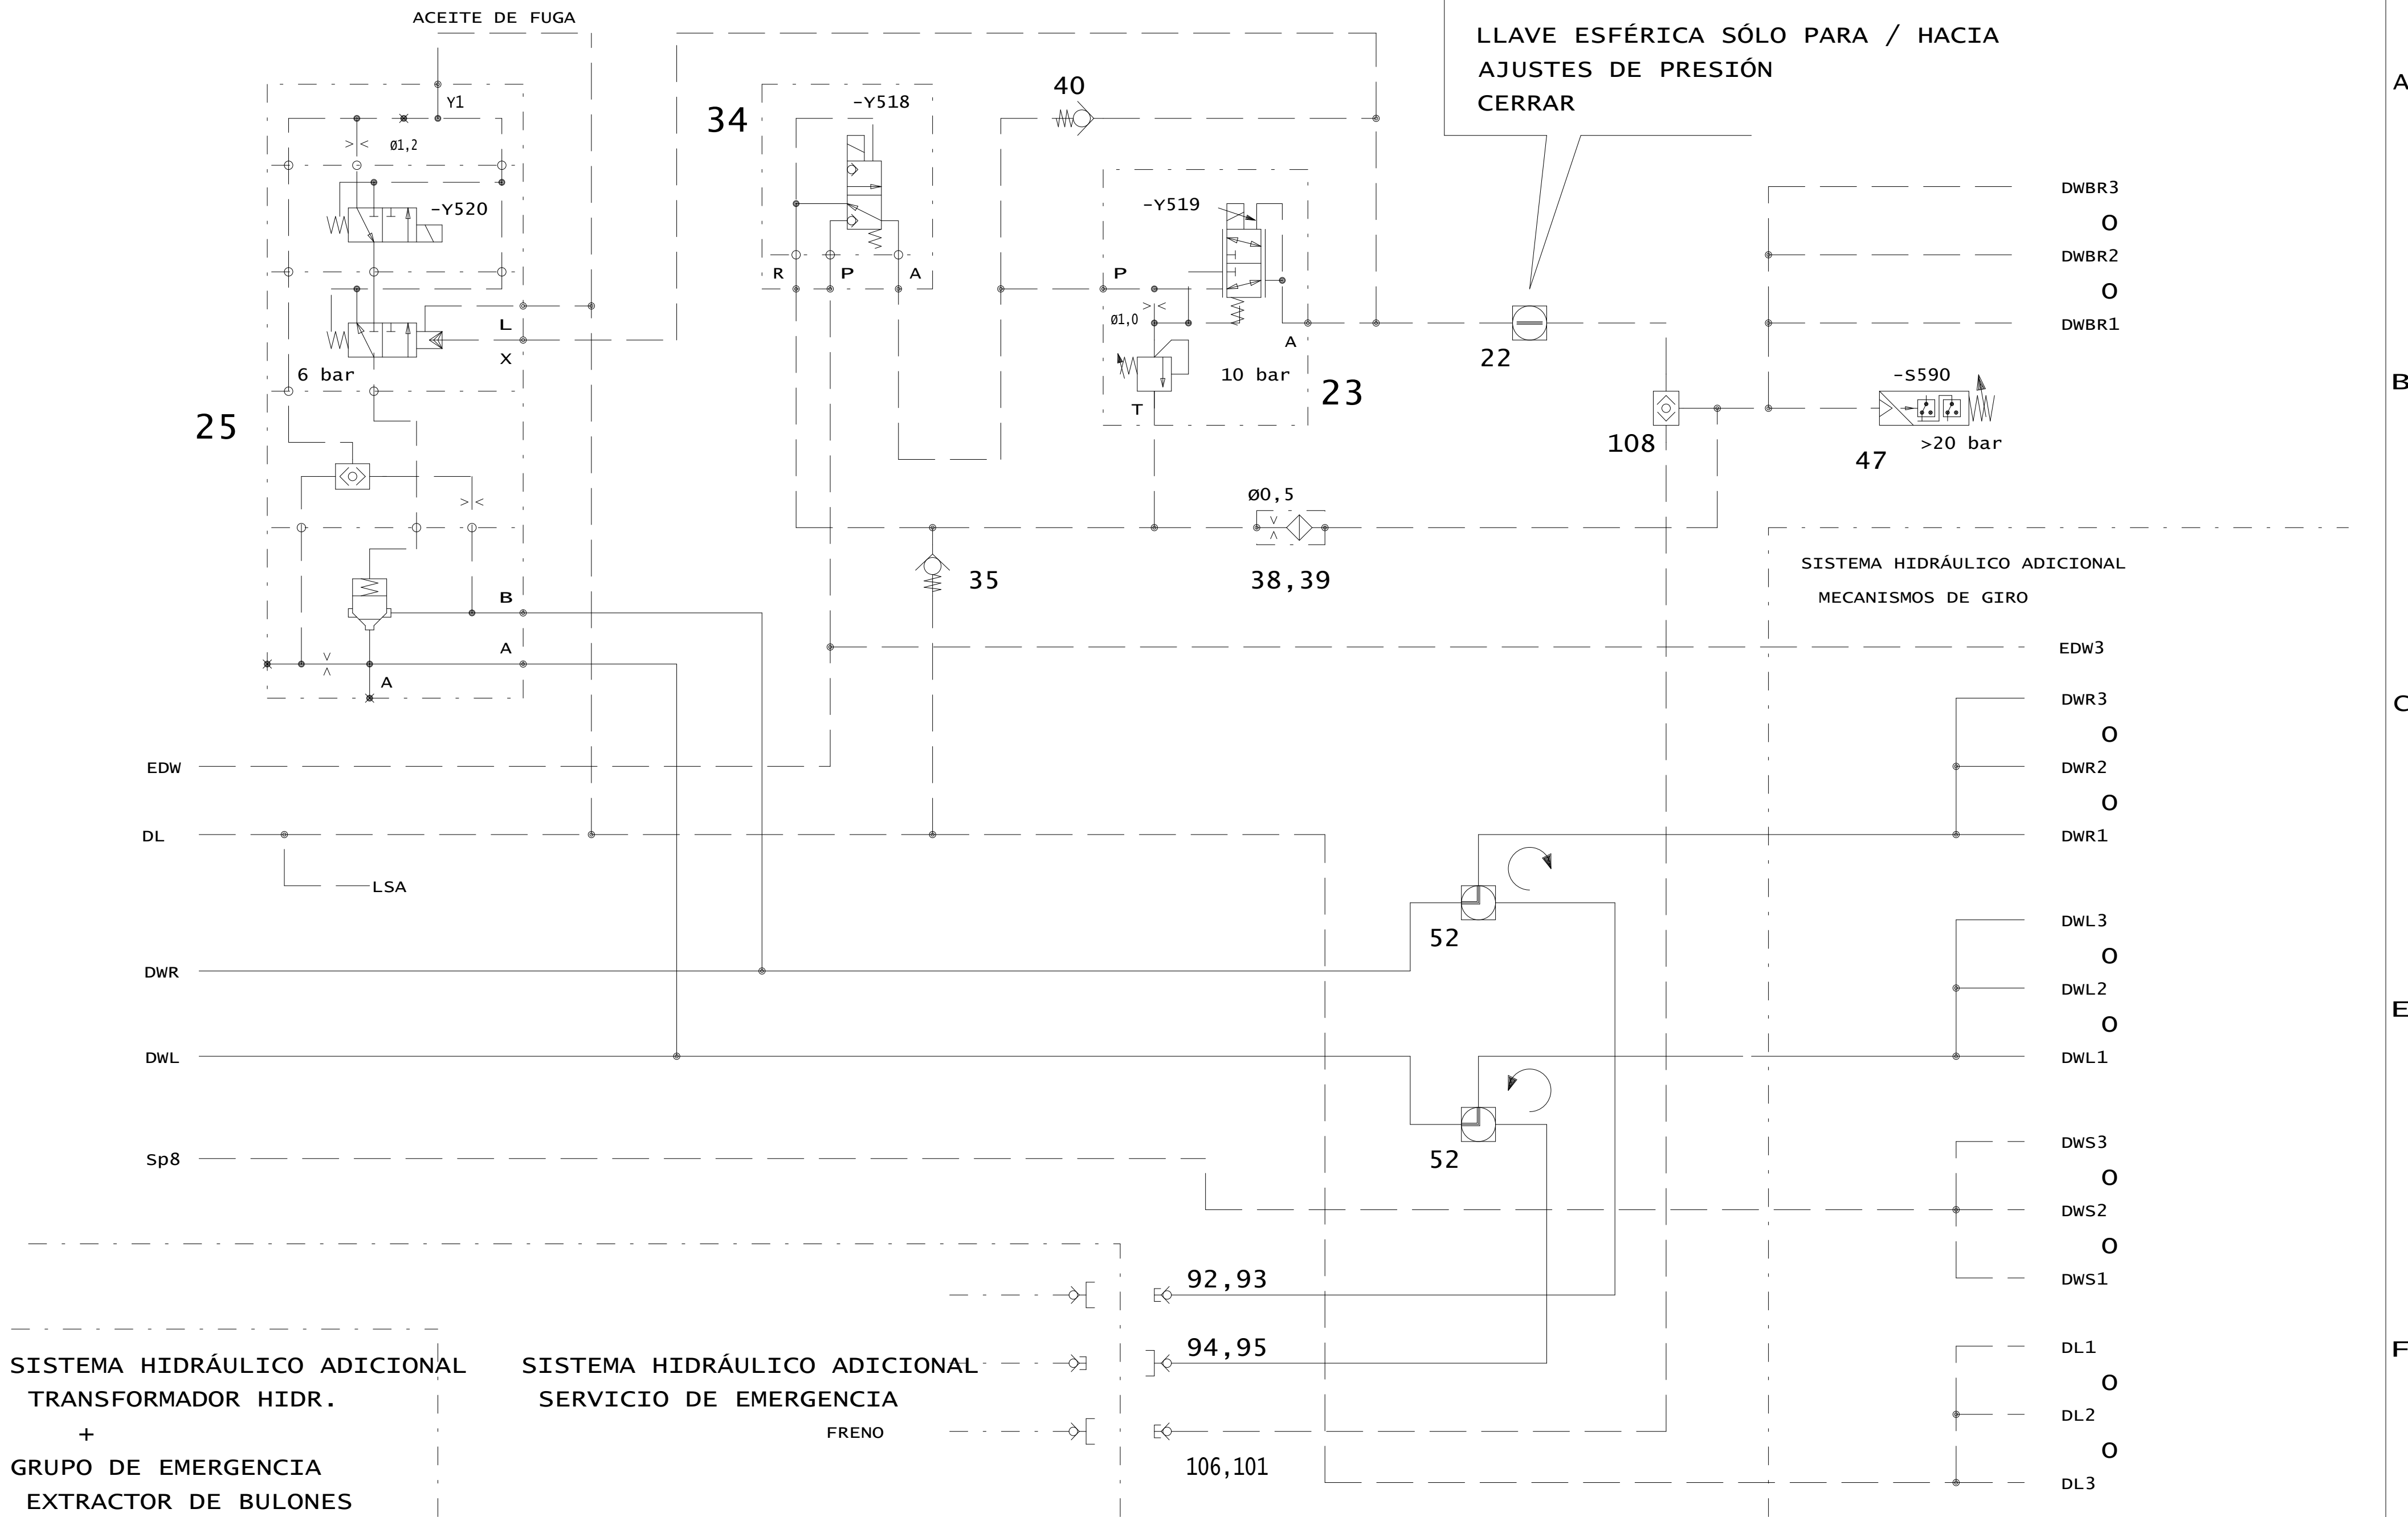 ACEITE DE FUGA
LLAVE ESFÉRICA SÓLO PARA / HACIA
AJUSTES DE PRESIÓN
CERRAR
A
Y1
ø1,2
-Y520
L
X
6 bar
25
B
A
A
34
-Y518
R
P
A
40
-Y519
P
ø1,0
A
10 bar
T
23
22
108
DWBR3
O
DWBR2
O
DWBR1
-S590
>20 bar
47
B
35
ø0,5
38,39
SISTEMA HIDRÁULICO ADICIONAL
MECANISMOS DE GIRO
EDW3
DWR3
C
O
DWR2
O
DWR1
EDW
DL
LSA
52
DWL3
O
DWR
DWL2
E
O
DWL
DWL1
52
Sp8
DWS3
O
DWS2
O
DWS1
92,93
94,95
106,101
DL1
F
O
DL2
O
DL3
SISTEMA HIDRÁULICO ADICIONAL
TRANSFORMADOR HIDR.
+
GRUPO DE EMERGENCIA
EXTRACTOR DE BULONES
SISTEMA HIDRÁULICO ADICIONAL
SERVICIO DE EMERGENCIA
FRENO